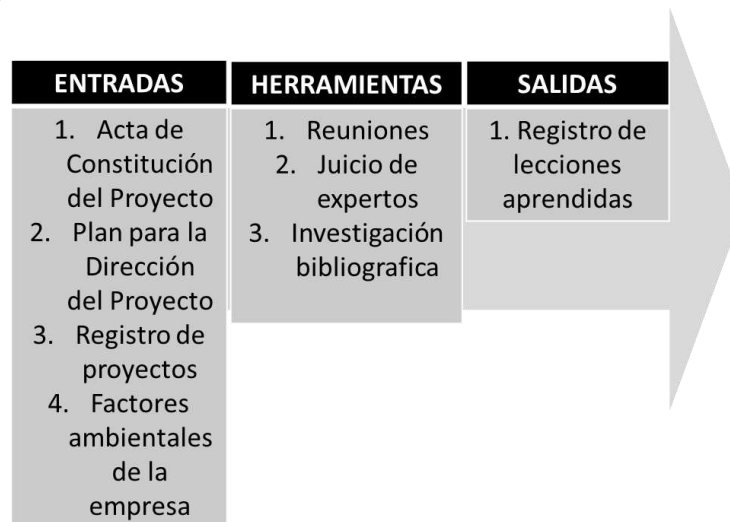 ENTRADAS
1. Acta de
Constitución
del Proyecto
2. Plan para la
Dirección
del Proyecto
3. Registro de
proyectos
4. Factores
ambientales
de la
empresa
HERRAMIENTAS
1. Reuniones
2. Juicio de
expertos
3. Investigación
bibliografica
SALIDAS
1. Registro de
lecciones
aprendidas